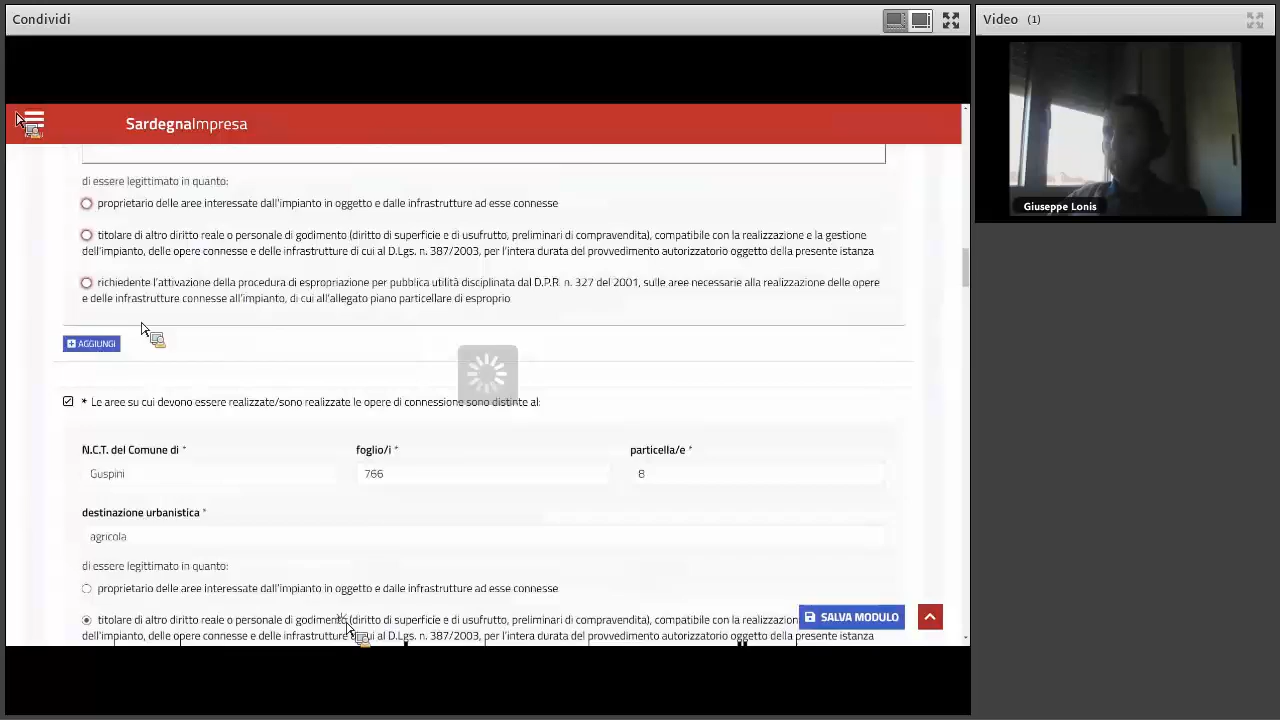 Condividi
Video (1)
SardegnaImpresa
Giuseppe Lonis
di essere legittimato in quanto:
proprietario delle aree interessate dall'impianto in oggetto e dalle infrastrutture ad esse connesse
titolare di altro diritto reale o personale di godimento (diritto di superficie e di usufrutto, preliminari di compravendita), compatibile con la realizzazione e la gestione
dell'impianto, delle opere connesse e delle infrastrutture di cui al D.Lgs. n. 387/2003, per l'intera durata del provvedimento autorizzatorio oggetto della presente istanza
richiedente l'attivazione della procedura di espropriazione per pubblica utilità disciplinata dal D.P.R. n. 327 del 2001, sulle aree necessarie alla realizzazione delle opere
e delle infrastrutture connesse all'impianto, di cui all'allegato piano particellare di esproprio
AGGIUNGI
* Le aree su cui devono essere realizzate/sono realizzate le opere di connessione sono distinte al:
N.C.T. del Comune di * foglio/i * particella/e *
Guspini 766 8
destinazione urbanistica *
agricola
di essere legittimato in quanto:
proprietario delle aree interessate dall'impianto in oggetto e dalle infrastrutture ad esse connesse
titolare di altro diritto reale o personale di godimento (diritto di superficie e di usufrutto, preliminari di compravendita), compatibile con la realizzazi
SALVA MODULO
dell'impianto, delle opere connesse e delle infrastrutture cui al D.Lgs. n. 387/2003, per l'intera durata del provvedimento autorizzatorio oggetto della presente istanza